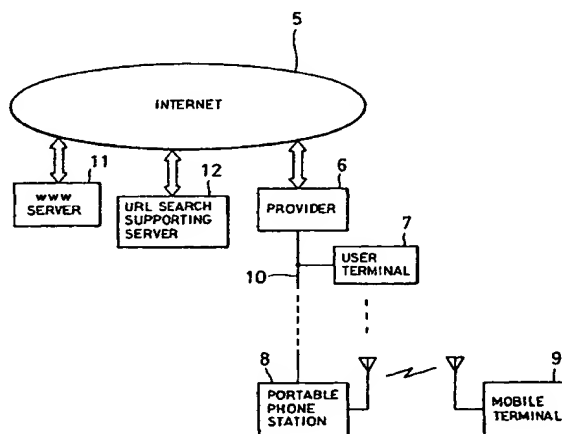 5
INTERNET
11
WWW
SERVER
12
URL SEARCH
SUPPORTING
SERVER
6
PROVIDER
7
USER
TERMINAL
10
8
PORTABLE
PHONE
STATION
9
MOBILE
TERMINAL